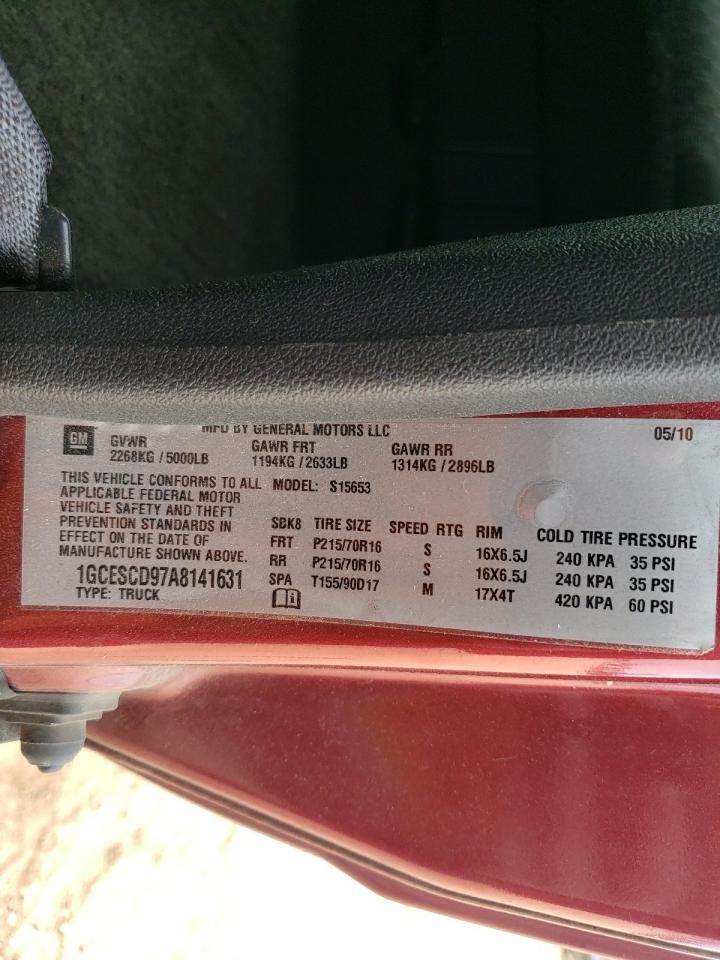 MFD BY GENERAL MOTORS LLC 05/10
GM GVWR GAWR FRT GAWR RR
2268KG / 5000LB 1194KG / 2633LB 1314KG / 2896LB
THIS VEHICLE CONFORMS TO ALL MODEL: S15653
APPLICABLE FEDERAL MOTOR
VEHICLE SAFETY AND THEFT
PREVENTION STANDARDS IN SBK8 TIRE SIZE SPEED RTG RIM COLD TIRE PRESSURE
EFFECT ON THE DATE OF FRT P215/70R16 S 16X6.5J 240 KPA 35 PSI
MANUFACTURE SHOWN ABOVE. RR P215/70R16 S 16X6.5J 240 KPA 35 PSI
1GCESCD97A8141631 SPA T155/90D17 M 17X4T 420 KPA 60 PSI
TYPE: TRUCK